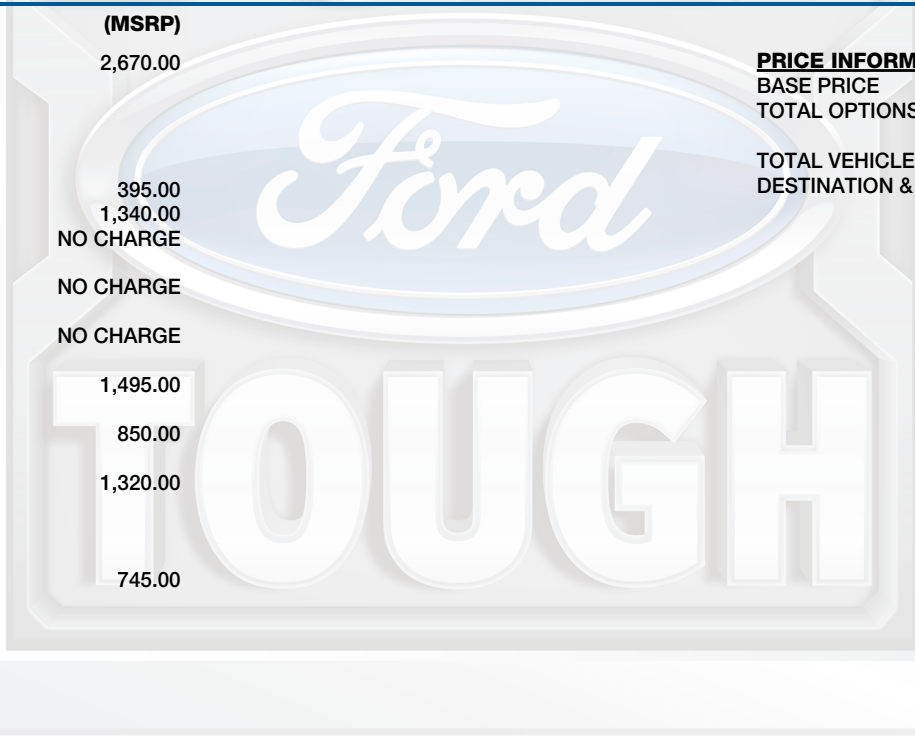 (MSRP)
2,670.00
395.00
1,340.00
NO CHARGE
NO CHARGE
NO CHARGE
1,495.00
850.00
1,320.00
745.00
PRICE INFORM
BASE PRICE
TOTAL OPTIONS
TOTAL VEHICLE
DESTINATION &
Ford
TOUGH